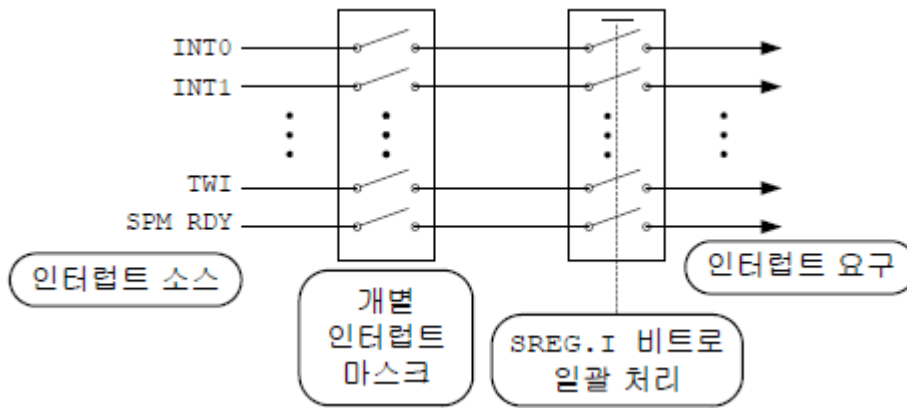 INT0
INT1
TWI
SPM RDY
인터럽트 소스
개별
인터럽트
마스크
SREG.I 비트로
일괄 처리
인터럽트 요구